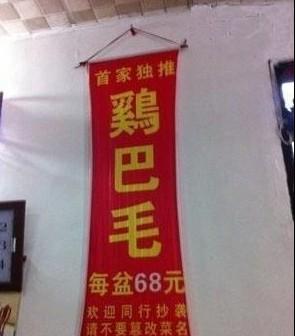 首家独推
鷄巴毛
每盆68元
欢迎同行抄袭
请不要篡改菜名